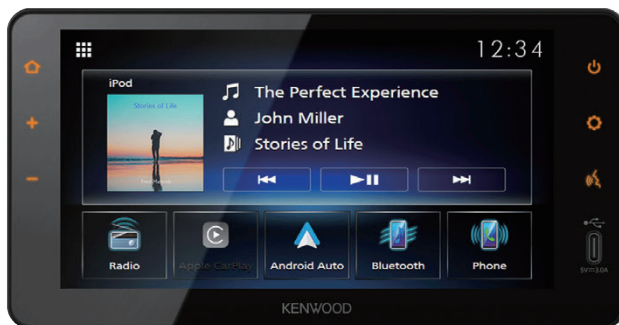 12:34
iPod
Stories of Life
The Perfect Experience
John Miller
Stories of Life
Radio
Apple CarPlay
Android Auto
Bluetooth
Phone
5V⎓3.0A
KENWOOD